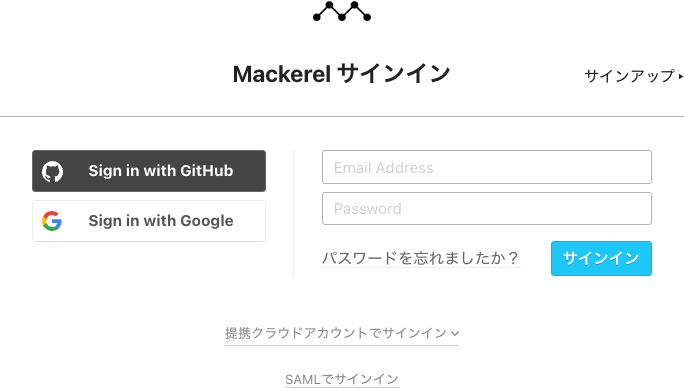 Mackerel サインイン
サインアップ
Sign in with GitHub
Sign in with Google
Email Address
Password
パスワードを忘れましたか？
サインイン
提携クラウドアカウントでサインイン
SAMLでサインイン